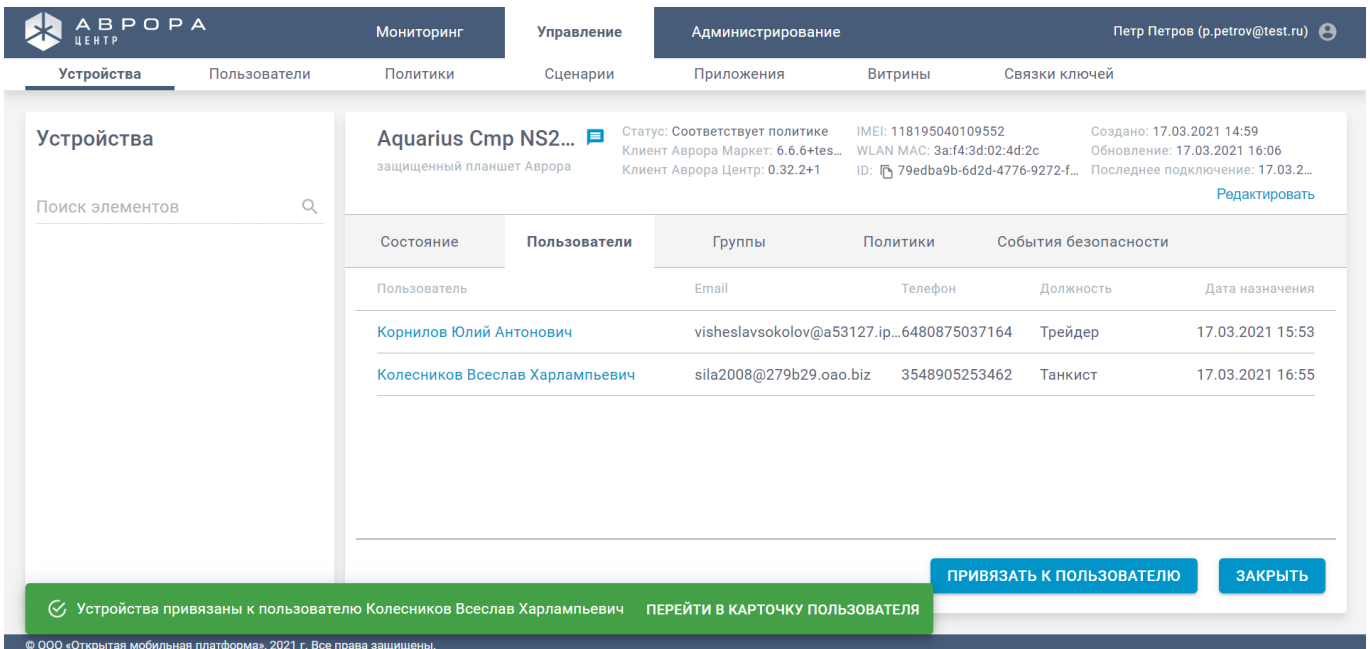 АВРОРА
ЦЕНТР
Мониторинг Управление Администрирование Петр Петров (p.petrov@test.ru)
Устройства Пользователи Политики Сценарии Приложения Витрины Связки ключей
Устройства
Поиск элементов
Aquarius Cmp NS2...
защищенный планшет Аврора
Статус: Соответствует политике
Клиент Аврора Маркет: 6.6.6+tes...
Клиент Аврора Центр: 0.32.2+1
IMEI: 118195040109552
WLAN MAC: 3a:f4:3d:02:4d:2c
ID: 79edba9b-6d2d-4776-9272-f...
Создано: 17.03.2021 14:59
Обновление: 17.03.2021 16:06
Последнее подключение: 17.03.2...
Редактировать
Состояние Пользователи Группы Политики События безопасности
Пользователь Email Телефон Должность Дата назначения
Корнилов Юлий Антонович visheslavsokolov@a53127.ip... 6480875037164 Трейдер 17.03.2021 15:53
Колесников Всеслав Харлампьевич sila2008@279b29.oao.biz 3548905253462 Танкист 17.03.2021 16:55
ПРИВЯЗАТЬ К ПОЛЬЗОВАТЕЛЮ ЗАКРЫТЬ
Устройства привязаны к пользователю Колесников Всеслав Харлампьевич ПЕРЕЙТИ В КАРТОЧКУ ПОЛЬЗОВАТЕЛЯ
© ООО «Открытая мобильная платформа», 2021 г. Все права защищены.